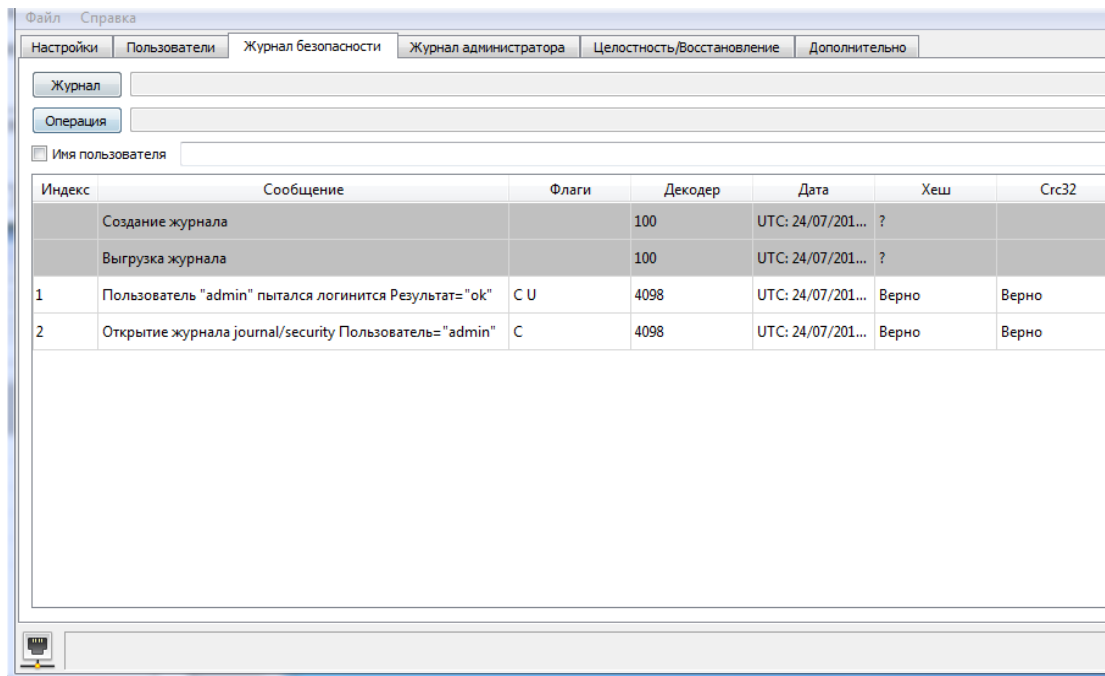 Файл Справка
Настройки Пользователи Журнал безопасности Журнал администратора Целостность/Восстановление Дополнительно
Журнал
Операция
Имя пользователя
Индекс Сообщение Флаги Декодер Дата Хеш Crc32
Создание журнала 100 UTC: 24/07/201... ?
Выгрузка журнала 100 UTC: 24/07/201... ?
1 Пользователь "admin" пытался логинится Результат="ok" C U 4098 UTC: 24/07/201... Верно Верно
2 Открытие журнала journal/security Пользователь="admin" C 4098 UTC: 24/07/201... Верно Верно